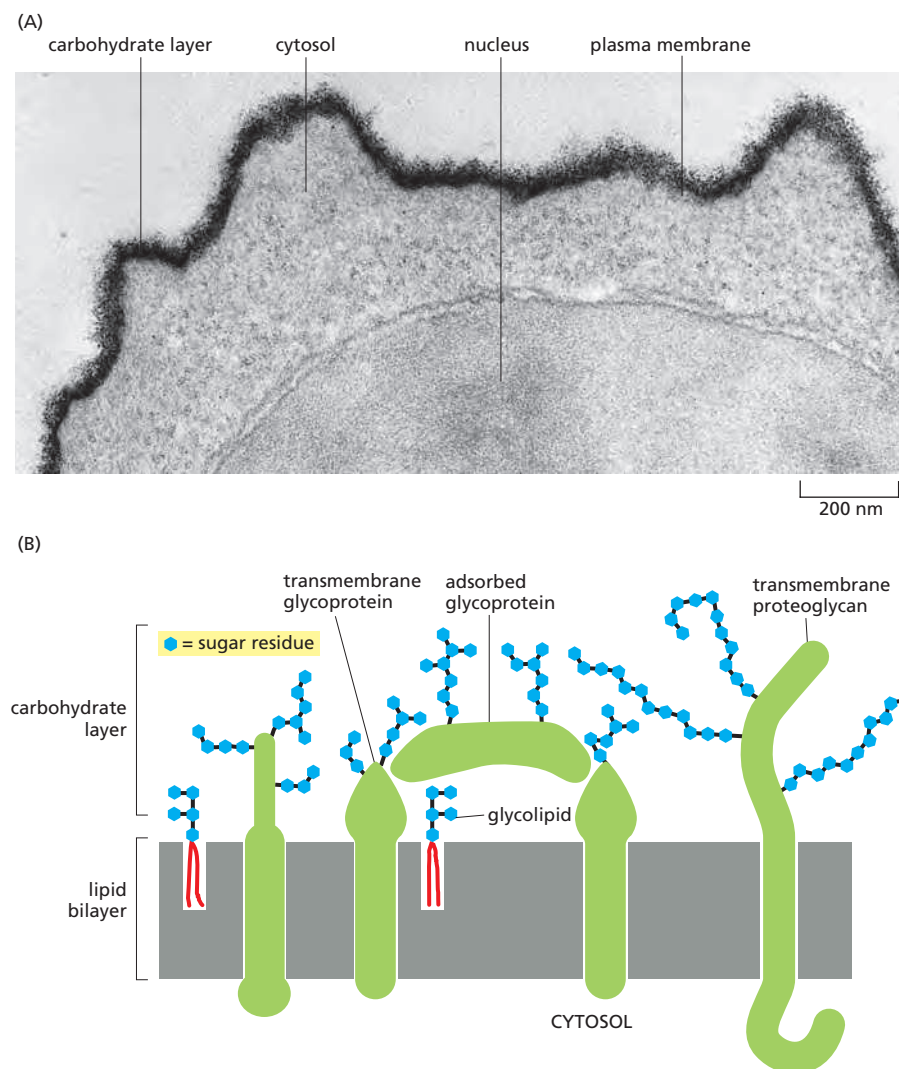 (A)
carbohydrate layer
cytosol
nucleus
plasma membrane
200 nm
(B)
transmembrane
glycoprotein
adsorbed
glycoprotein
transmembrane
proteoglycan
= sugar residue
carbohydrate
layer
glycolipid
lipid
bilayer
CYTOSOL